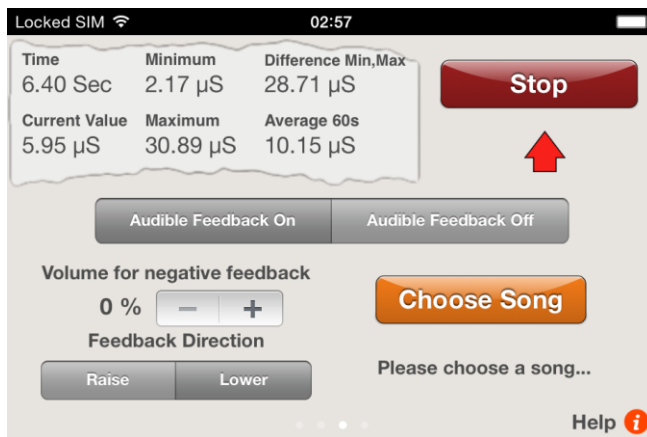 Locked SIM 02:57
Time Minimum Difference Min,Max
6.40 Sec 2.17 µS 28.71 µS
Current Value Maximum Average 60s
5.95 µS 30.89 µS 10.15 µS
Stop
Audible Feedback On Audible Feedback Off
Volume for negative feedback
0 % − +
Choose Song
Feedback Direction
Raise Lower
Please choose a song...
Help i